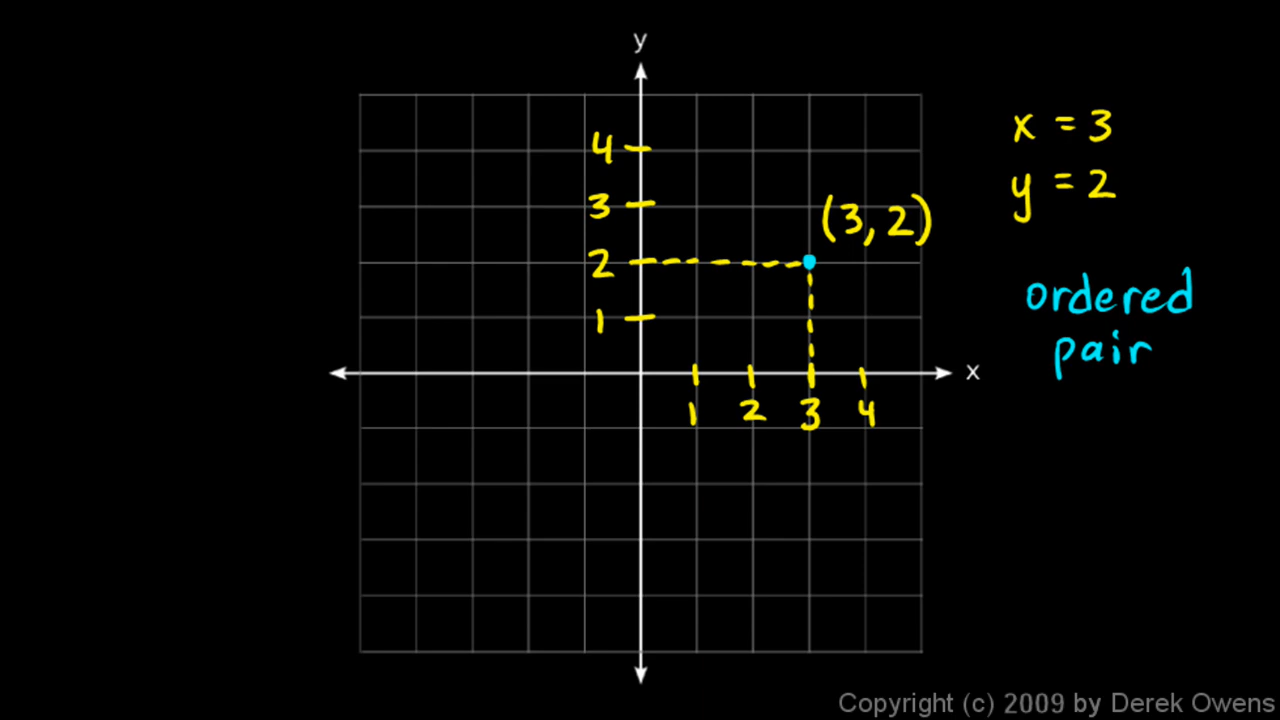 y
4
3
2
1
(3, 2)
x
1 2 3 4
x = 3
y = 2
ordered
pair
Copyright (c) 2009 by Derek Owens